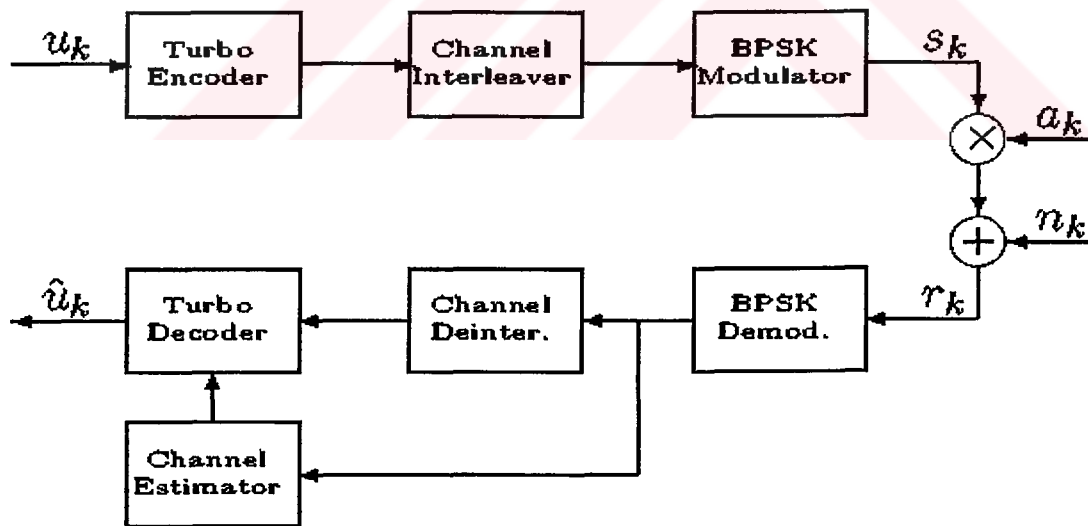 u_k
Turbo
Encoder
Channel
Interleaver
BPSK
Modulator
s_k
a_k
n_k
r_k
BPSK
Demod.
Channel
Deinter.
Turbo
Decoder
û_k
Channel
Estimator